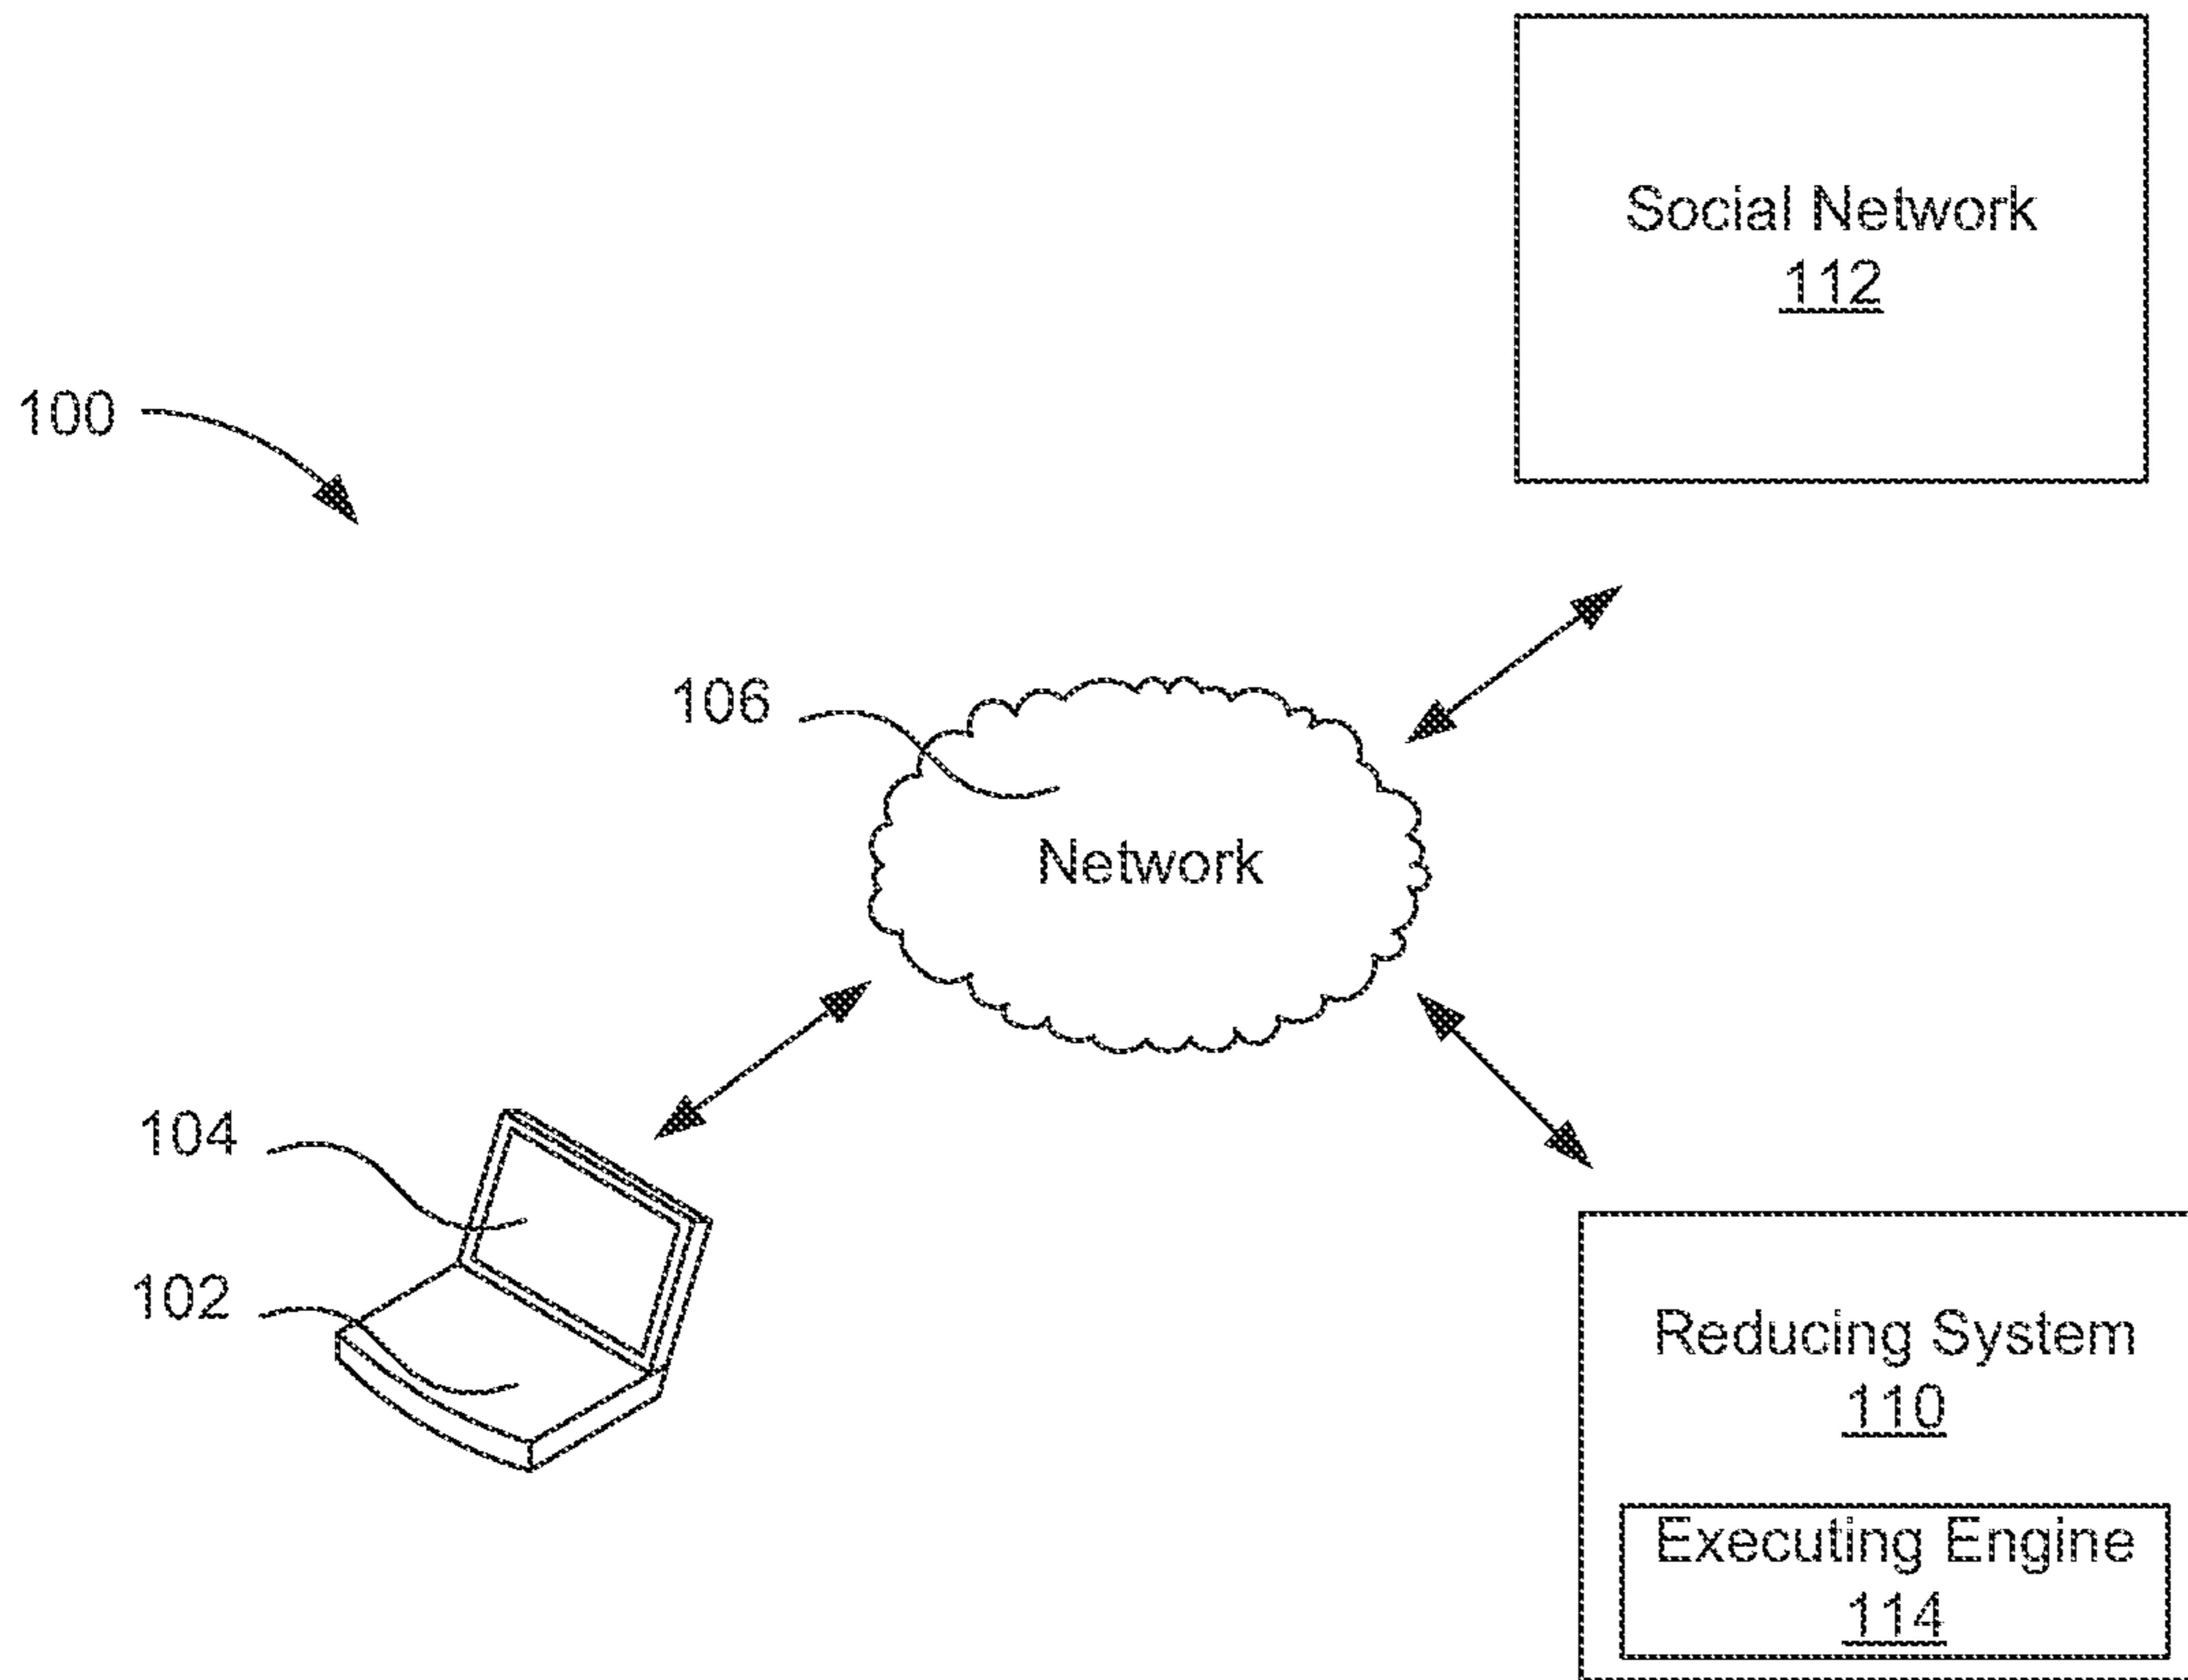 Social Network
112
100
106
Network
104
102
Reducing System
110
Executing Engine
114